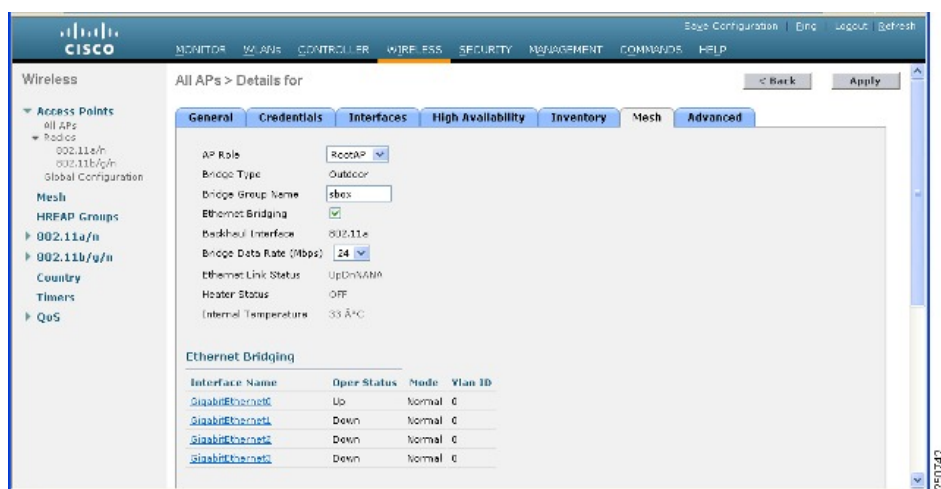 Save Configuration Ping Logout Refresh
CISCO
MONITOR WLANs CONTROLLER WIRELESS SECURITY MANAGEMENT COMMANDS HELP
Wireless
All APs > Details for
< Back
Apply
Access Points
All APs
Radios
802.11a/n
802.11b/g/n
Global Configuration
Mesh
HREAP Groups
802.11a/n
802.11b/g/n
Country
Timers
QoS
General Credentials Interfaces High Availability Inventory Mesh Advanced
AP Role RootAP
Bridge Type Outdoor
Bridge Group Name sbox
Ethernet Bridging
Backhaul Interface 802.11a
Bridge Data Rate (Mbps) 24
Ethernet Link Status UpDnNANA
Heater Status OFF
Internal Temperature 33 Â°C
Ethernet Bridging
Interface Name Oper Status Mode Vlan ID
GigabitEthernet0 Up Normal 0
GigabitEthernet1 Down Normal 0
GigabitEthernet2 Down Normal 0
GigabitEthernet3 Down Normal 0
250742